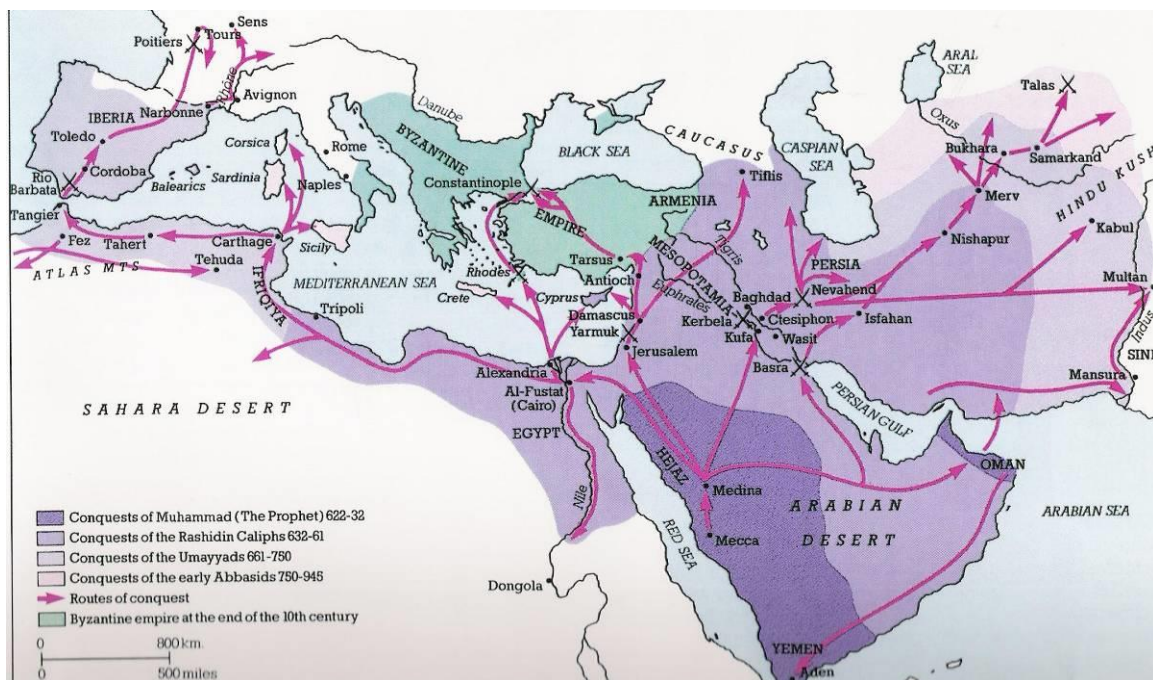 Sens
Tours
Poitiers
ARAL
SEA
Talas
Rhône
Avignon
Danube
Oxus
IBERIA
Narbonne
CAUCASUS
Bukhara
Toledo
Corsica
Rome
BYZANTINE
BLACK SEA
CASPIAN
SEA
Samarkand
Rio
Barbata
Cordoba
Balearics
Sardinia
Naples
Constantinople
Tiflis
Merv
HINDU KUSH
Tangier
EMPIRE
ARMENIA
Fez
Tahert
Carthage
Sicily
Tarsus
Tigris
Nishapur
Kabul
ATLAS MTS
Tehuda
MEDITERRANEAN SEA
Rhodes
Antioch
MESOPOTAMIA
PERSIA
Nevahend
Multan
IFRIQIYA
Crete
Cyprus
Euphrates
Baghdad
Tripoli
Damascus
Kerbela
Ctesiphon
Isfahan
Indus
Yarmuk
Kufa
Wasit
Jerusalem
Basra
SIND
Alexandria
Mansura
Al-Fustat
(Cairo)
PERSIAN GULF
SAHARA DESERT
EGYPT
HEJAZ
OMAN
Nile
Medina
ARABIAN
DESERT
ARABIAN SEA
RED SEA
Mecca
Dongola
YEMEN
Aden
Conquests of Muhammad (The Prophet) 622-32
Conquests of the Rashidin Caliphs 632-61
Conquests of the Umayyads 661-750
Conquests of the early Abbasids 750-945
Routes of conquest
Byzantine empire at the end of the 10th century
0 800 km.
0 500 miles